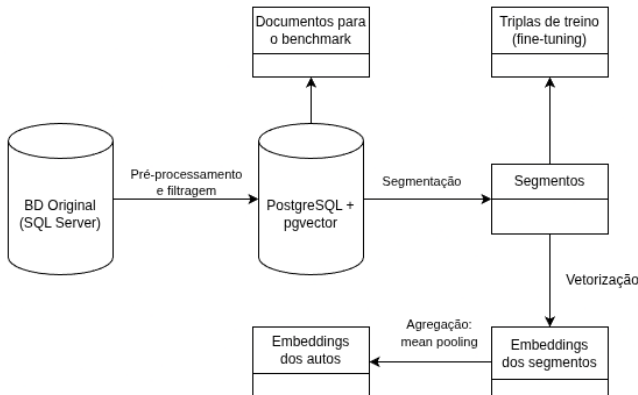 Documentos para
o benchmark
Triplas de treino
(fine-tuning)
BD Original
(SQL Server)
Pré-processamento
e filtragem
PostgreSQL +
pgvector
Segmentação
Segmentos
Vetorização
Agregação:
mean pooling
Embeddings
dos autos
Embeddings
dos segmentos